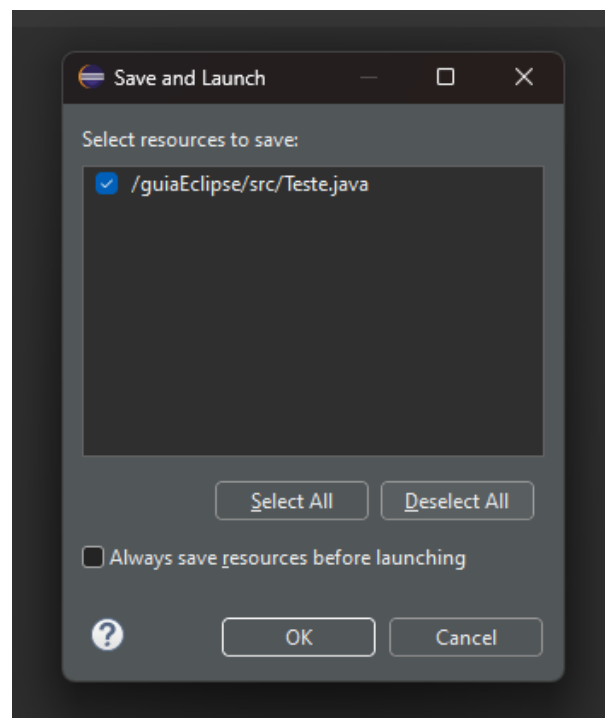 Save and Launch
Select resources to save:
/guiaEclipse/src/Teste.java
Select All
Deselect All
Always save resources before launching
?
OK
Cancel